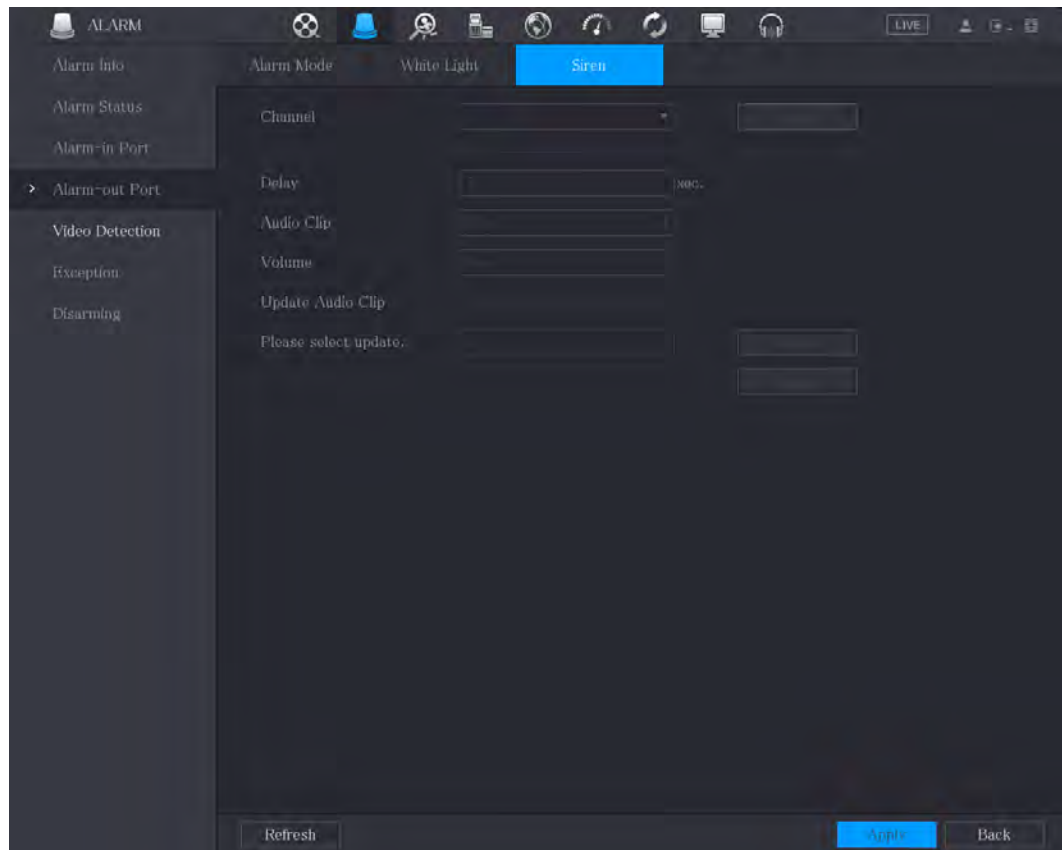 ALARM LIVE
Alarm Info Alarm Mode White Light Siren
Alarm Status
Channel
Alarm-in Port
Alarm-out Port
Delay sec.
Video Detection
Audio Clip
Exception
Volume
Disarming
Update Audio Clip
Please select update.
Refresh Apply Back